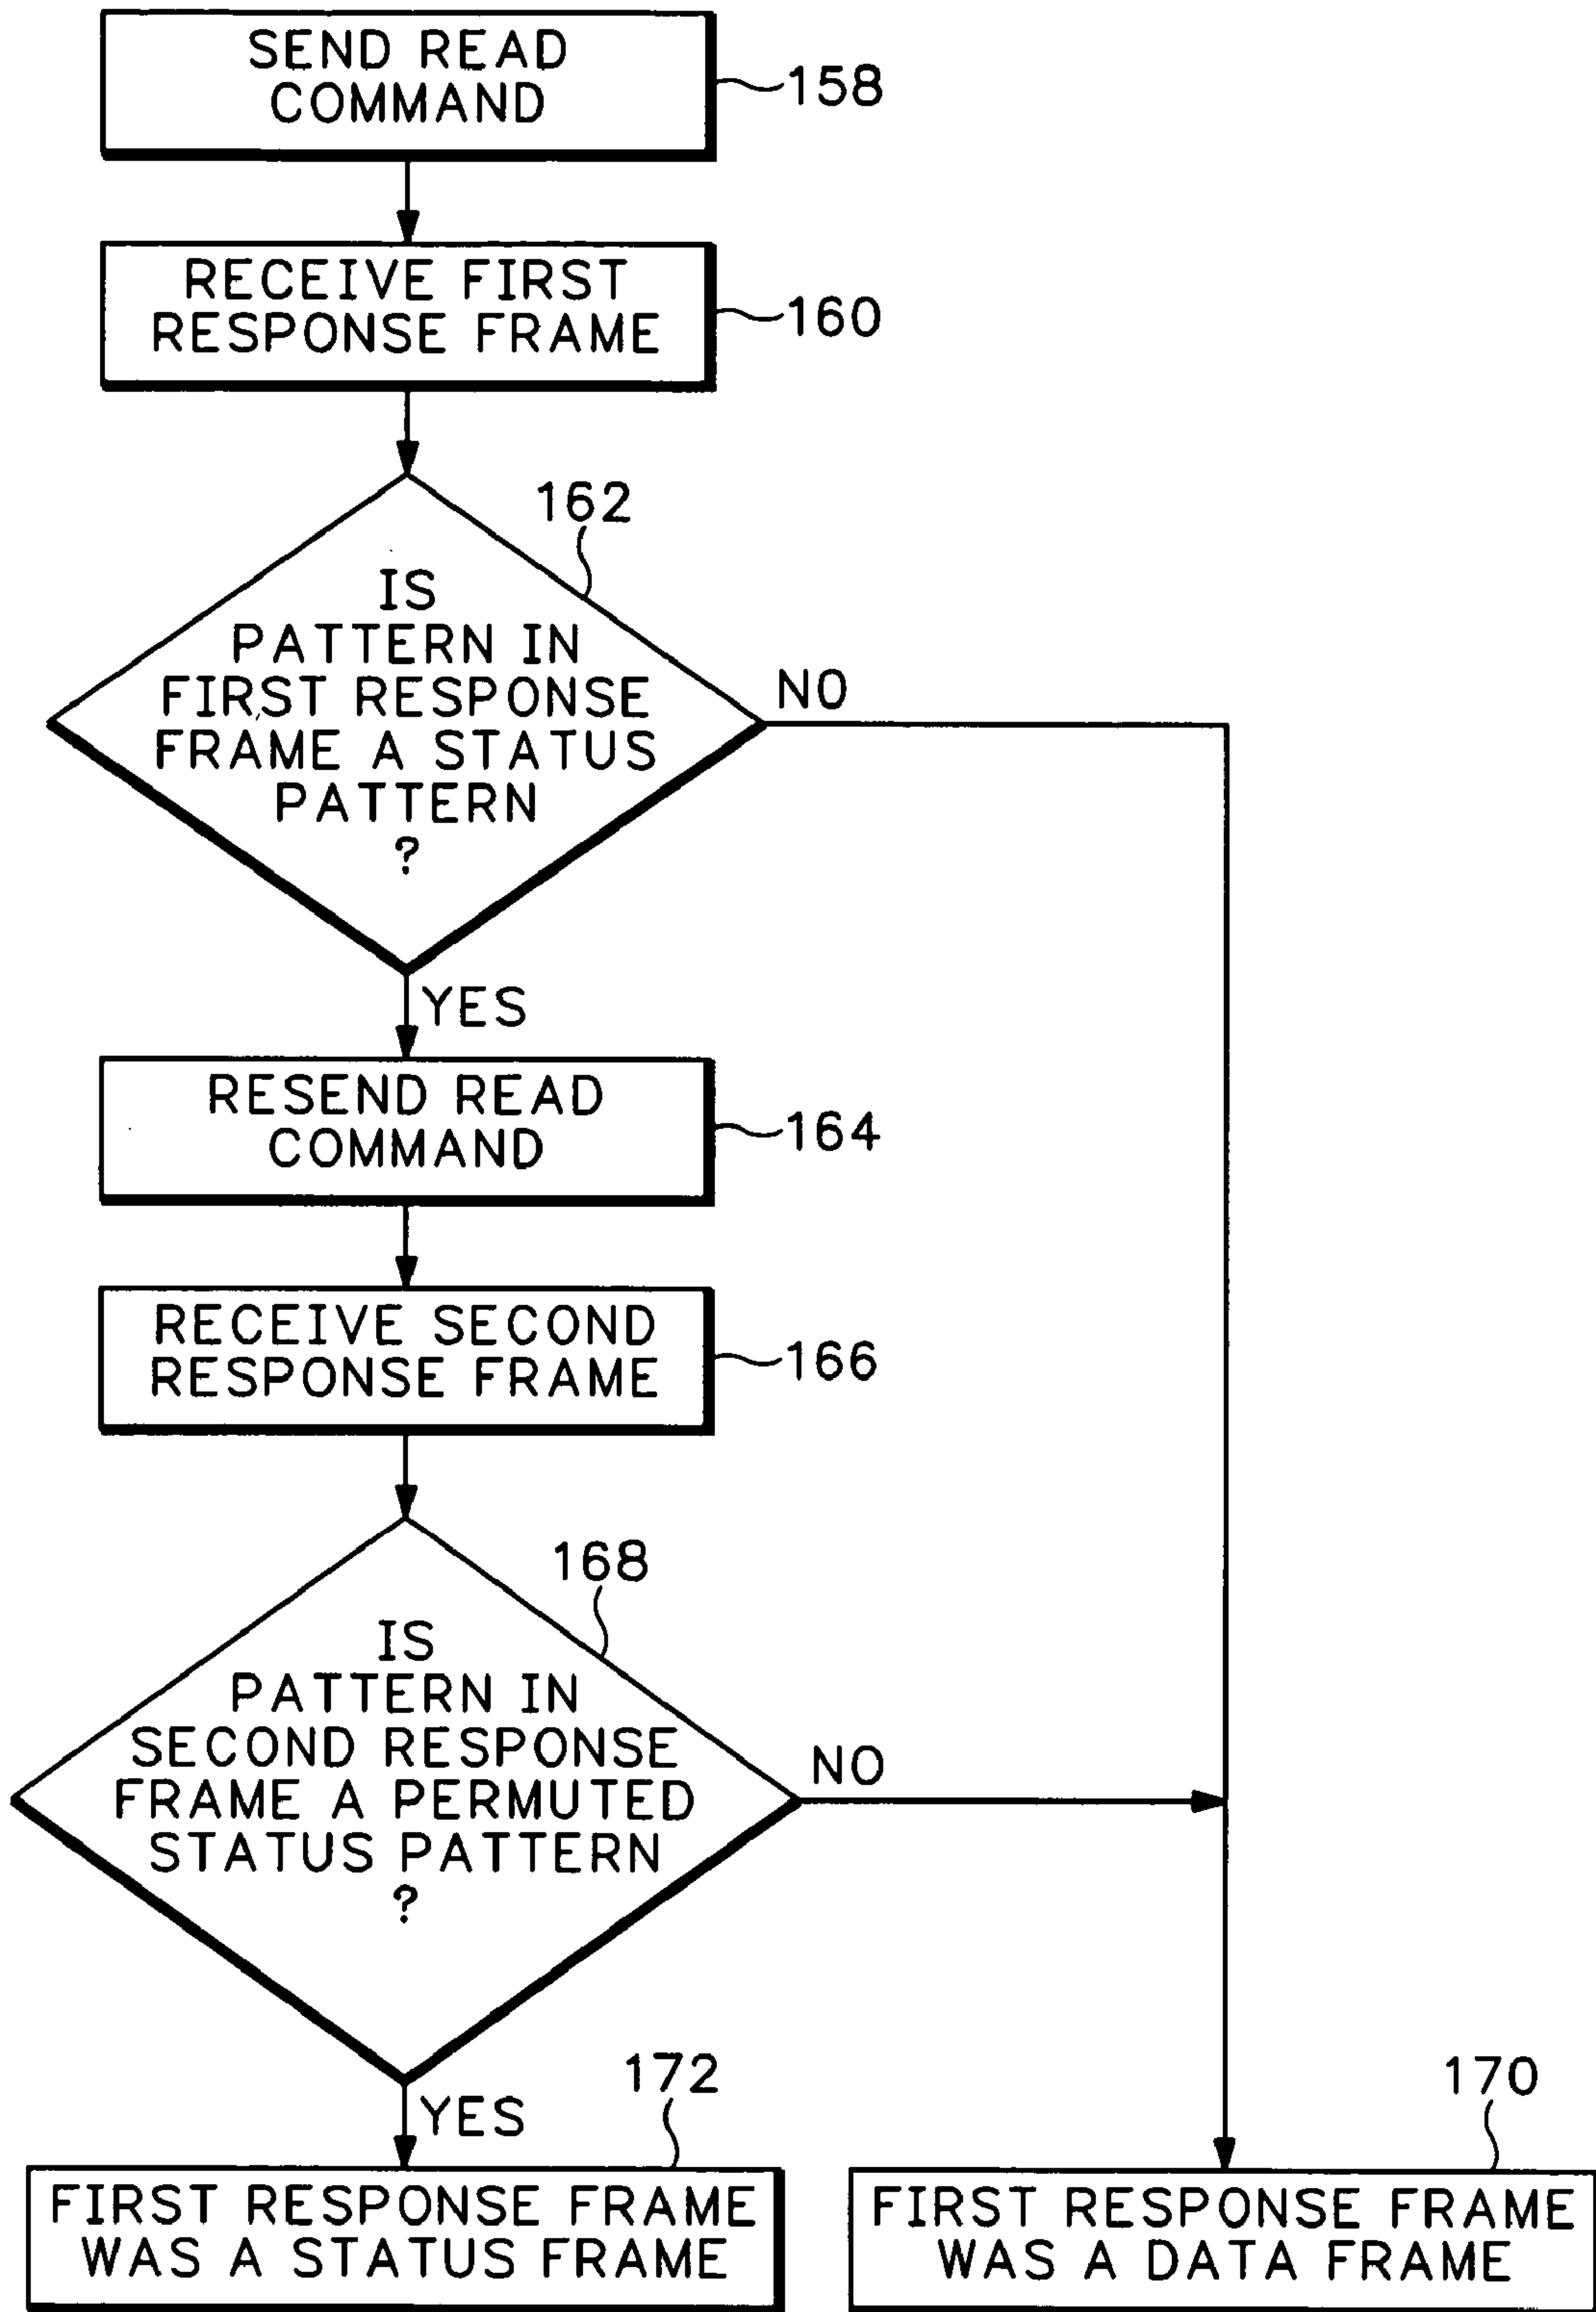 SEND READ
COMMAND
158
RECEIVE FIRST
RESPONSE FRAME
160
162
IS
PATTERN IN
FIRST RESPONSE
FRAME A STATUS
PATTERN
?
NO
YES
RESEND READ
COMMAND
164
RECEIVE SECOND
RESPONSE FRAME
166
168
IS
PATTERN IN
SECOND RESPONSE
FRAME A PERMUTED
STATUS PATTERN
?
NO
YES
172
FIRST RESPONSE FRAME
WAS A STATUS FRAME
170
FIRST RESPONSE FRAME
WAS A DATA FRAME